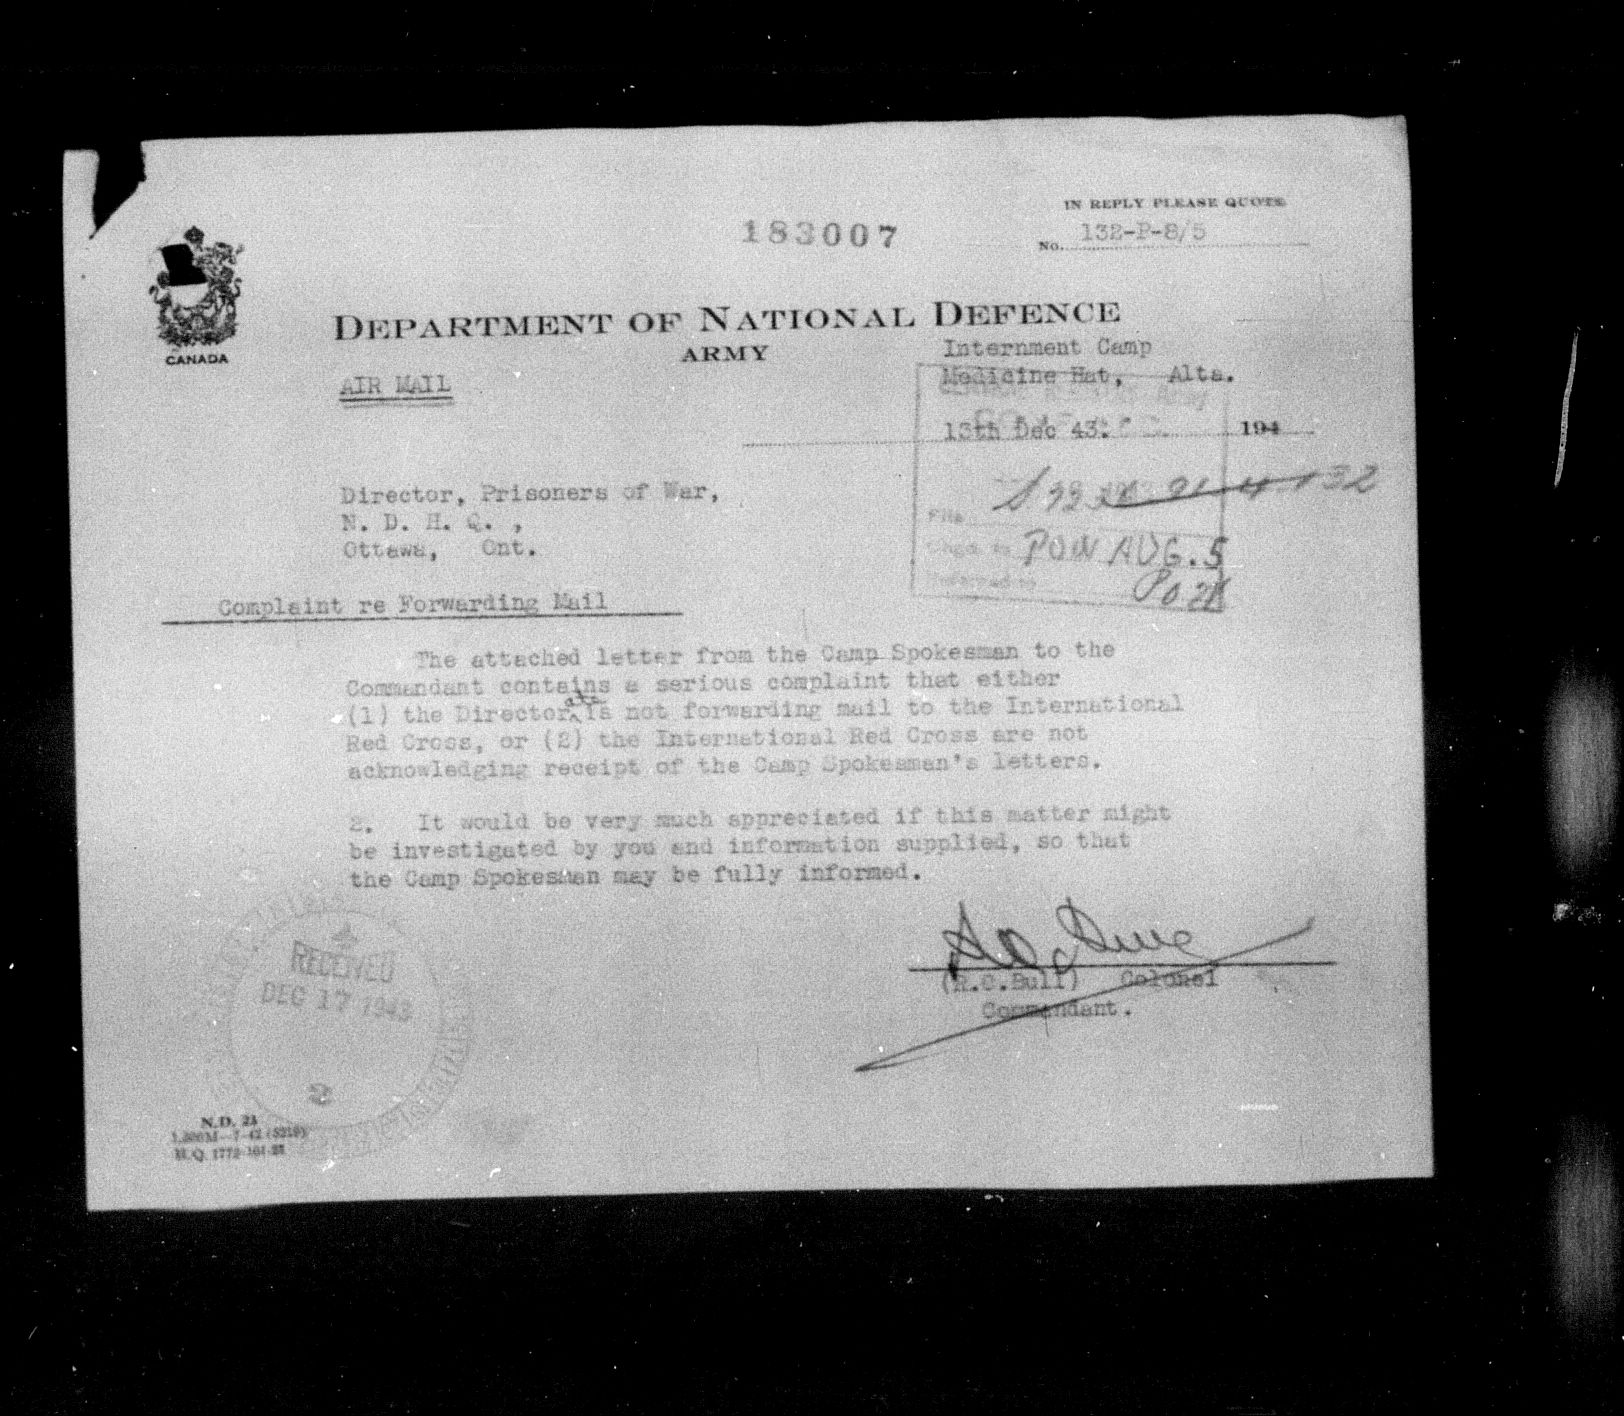 IN REPLY PLEASE QUOTE
183007
No. 132-P-8/5
DEPARTMENT OF NATIONAL DEFENCE
ARMY
CANADA
Internment Camp
AIR MAIL
Medicine Hat, Alta.
13th Dec 43. 194
Director, Prisoners of War,
N. D. H. Q. ,
Ottawa, Ont.
File
POW AUG. 5
Complaint re Forwarding Mail
The attached letter from the Camp Spokesman to the
Commandant contains a serious complaint that either
(1) the Directorate is not forwarding mail to the International
Red Cross, or (2) the International Red Cross are not
acknowledging receipt of the Camp Spokesman's letters.
2. It would be very much appreciated if this matter might
be investigated by you and information supplied, so that
the Camp Spokesman may be fully informed.
RECEIVED
DEC 17 1943
(R.O.Bull) Colonel
Commandant.
N.D. 24
H.Q. 1772